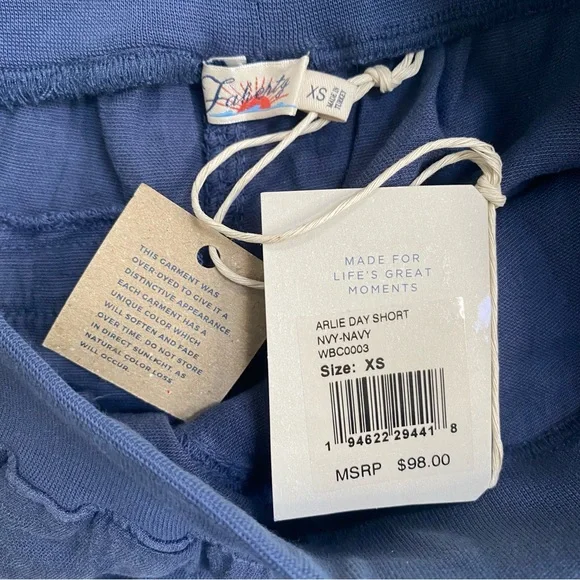 Faherty
XS
MADE IN
TURKEY
THIS GARMENT WAS
OVER-DYED TO GIVE IT A
DISTINCTIVE APPEARANCE.
EACH GARMENT HAS A
UNIQUE COLOR WHICH
WILL SOFTEN AND FADE
OVER TIME. DO NOT STORE
IN DIRECT SUNLIGHT, AS
NATURAL COLOR LOSS
WILL OCCUR.
MADE FOR
LIFE'S GREAT
MOMENTS
ARLIE DAY SHORT
NVY-NAVY
WBC0003
Size: XS
1 94622 29441 8
MSRP $98.00